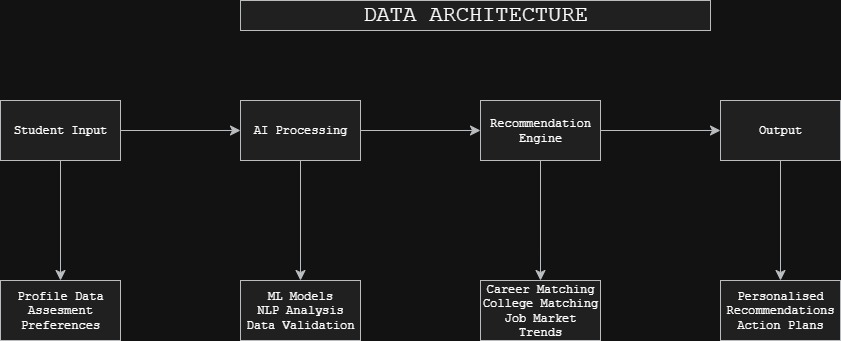 DATA ARCHITECTURE
Student Input
AI Processing
Recommendation
Engine
Output
Profile Data
Assesment
Preferences
ML Models
NLP Analysis
Data Validation
Career Matching
College Matching
Job Market
Trends
Personalised
Recommendations
Action Plans